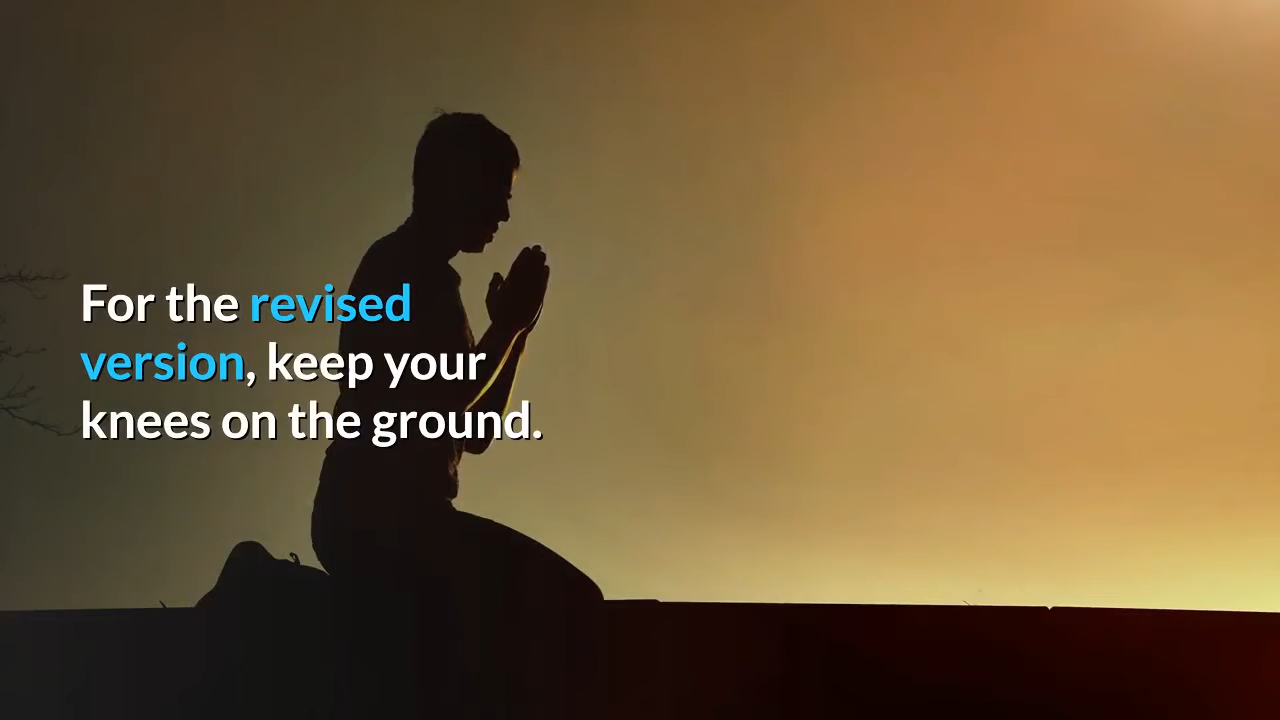 For the revised
version, keep your
knees on the ground.